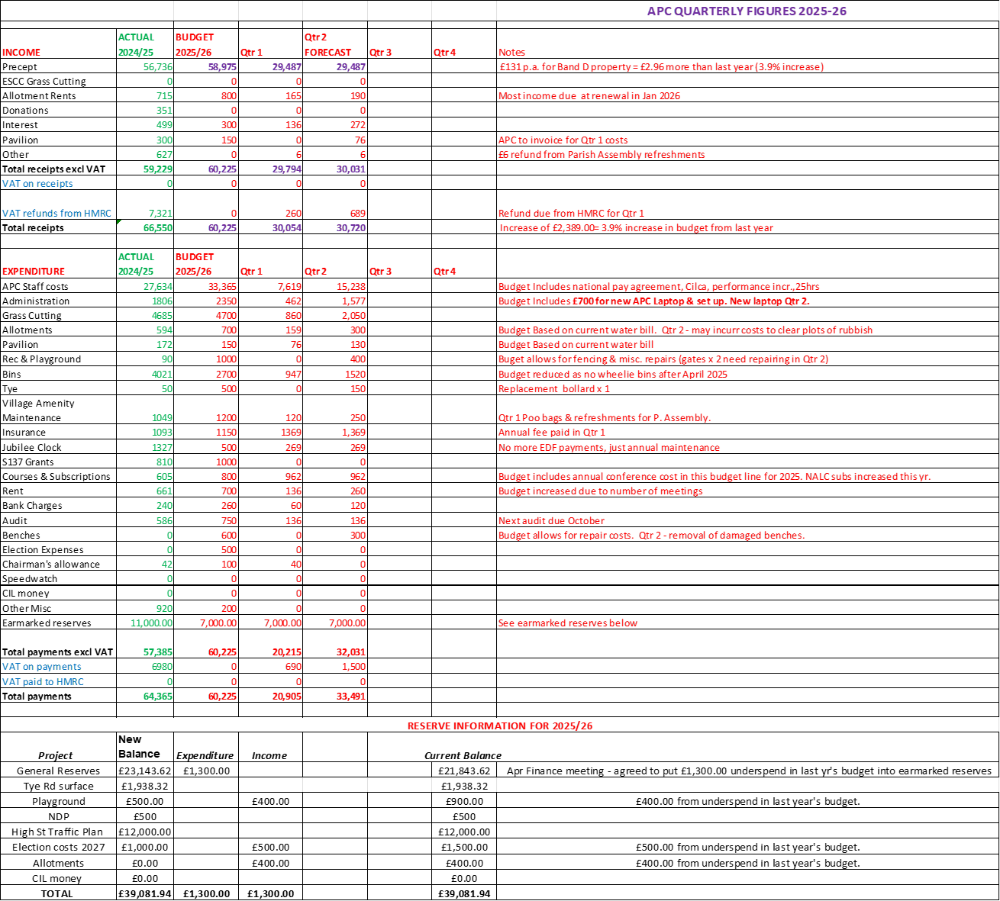 APC QUARTERLY FIGURES 2025-26
ACTUAL BUDGET Qtr 2
INCOME 2024/25 2025/26 Qtr 1 FORECAST Qtr 3 Qtr 4 Notes
Precept 56,736 58,975 29,487 29,487 £131 p.a. for Band D property = £2.96 more than last year (3.9% increase)
ESCC Grass Cutting 0 0 0 0
Allotment Rents 715 800 165 190 Most income due at renewal in Jan 2026
Donations 351 0 0 0
Interest 499 300 136 272
Pavilion 300 150 0 76 APC to invoice for Qtr 1 costs
Other 627 0 6 6 £6 refund from Parish Assembly refreshments
Total receipts excl VAT 59,229 60,225 29,794 30,031
VAT on receipts 0 0 0 0
VAT refunds from HMRC 7,321 0 260 689 Refund due from HMRC for Qtr 1
Total receipts 66,550 60,225 30,054 30,720 Increase of £2,389.00= 3.9% increase in budget from last year
ACTUAL BUDGET
EXPENDITURE 2024/25 2025/26 Qtr 1 Qtr 2 Qtr 3 Qtr 4
APC Staff costs 27,634 33,365 7,619 15,238 Budget Includes national pay agreement, Cilca, performance incr.,25hrs
Administration 1806 2350 462 1,577 Budget Includes £700 for new APC Laptop & set up. New laptop Qtr 2.
Grass Cutting 4685 4700 860 2,050
Allotments 594 700 159 300 Budget Based on current water bill. Qtr 2 - may incurr costs to clear plots of rubbish
Pavilion 172 150 76 130 Budget Based on current water bill
Rec & Playground 90 1000 0 400 Buget allows for fencing & misc. repairs (gates x 2 need repairing in Qtr 2)
Bins 4021 2700 947 1520 Budget reduced as no wheelie bins after April 2025
Tye 50 500 0 150 Replacement bollard x 1
Village Amenity
Maintenance 1049 1200 120 250 Qtr 1 Poo bags & refreshments for P. Assembly.
Insurance 1093 1150 1369 1,369 Annual fee paid in Qtr 1
Jubilee Clock 1327 500 269 269 No more EDF payments, just annual maintenance
S137 Grants 810 1000 0 0
Courses & Subscriptions 605 800 962 962 Budget includes annual conference cost in this budget line for 2025. NALC subs increased this yr.
Rent 661 700 136 260 Budget increased due to number of meetings
Bank Charges 240 260 60 120
Audit 586 750 136 136 Next audit due October
Benches 0 600 0 300 Budget allows for repair costs. Qtr 2 - removal of damaged benches.
Election Expenses 0 500 0 0
Chairman's allowance 42 100 40 0
Speedwatch 0 0 0 0
CIL money 0 0 0 0
Other Misc 920 200 0 0
Earmarked reserves 11,000.00 7,000.00 7,000.00 7,000.00 See earmarked reserves below
Total payments excl VAT 57,385 60,225 20,215 32,031
VAT on payments 6980 0 690 1,500
VAT paid to HMRC 0 0 0 0
Total payments 64,365 60,225 20,905 33,491
RESERVE INFORMATION FOR 2025/26
New
Project Balance Expenditure Income Current Balance
General Reserves £23,143.62 £1,300.00 £21,843.62 Apr Finance meeting - agreed to put £1,300.00 underspend in last yr's budget into earmarked reserves
Tye Rd surface £1,938.32 £1,938.32
Playground £500.00 £400.00 £900.00 £400.00 from underspend in last year's budget.
NDP £500 £500
High St Traffic Plan £12,000.00 £12,000.00
Election costs 2027 £1,000.00 £500.00 £1,500.00 £500.00 from underspend in last year's budget.
Allotments £0.00 £400.00 £400.00 £400.00 from underspend in last year's budget.
CIL money £0.00 £0.00
TOTAL £39,081.94 £1,300.00 £1,300.00 £39,081.94